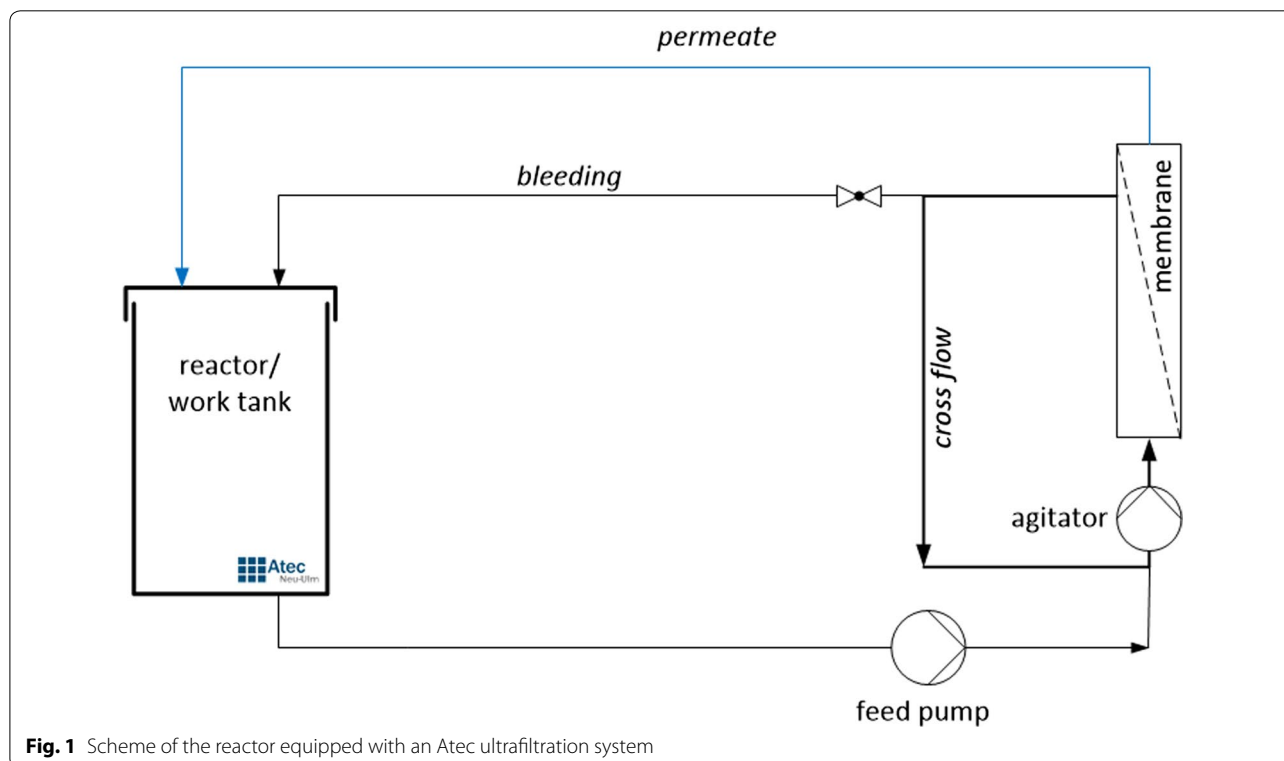 permeate
bleeding
membrane
reactor/
work tank
cross flow
agitator
Atec
Neu-Ulm
feed pump
Fig. 1 Scheme of the reactor equipped with an Atec ultrafiltration system